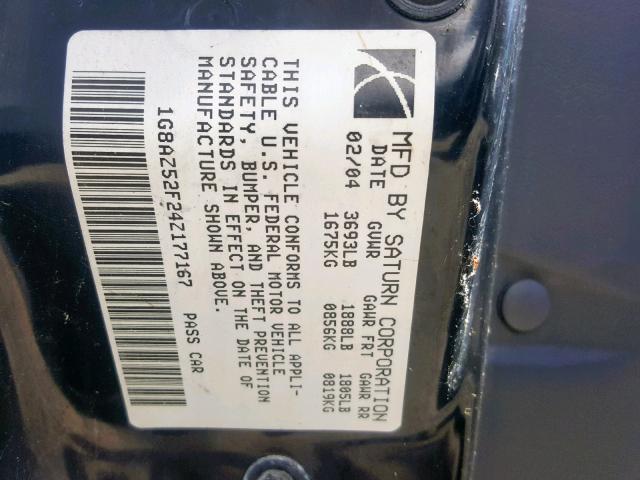 MFD BY SATURN CORPORATION
DATE GVWR GAWR FRT GAWR RR
02/04 3693LB 1888LB 1805LB
1675KG 0856KG 0819KG
THIS VEHICLE CONFORMS TO ALL APPLI-
CABLE U.S. FEDERAL MOTOR VEHICLE
SAFETY, BUMPER, AND THEFT PREVENTION
STANDARDS IN EFFECT ON THE DATE OF
MANUFACTURE SHOWN ABOVE.
1G8AZ52F24Z177167 PASS CAR